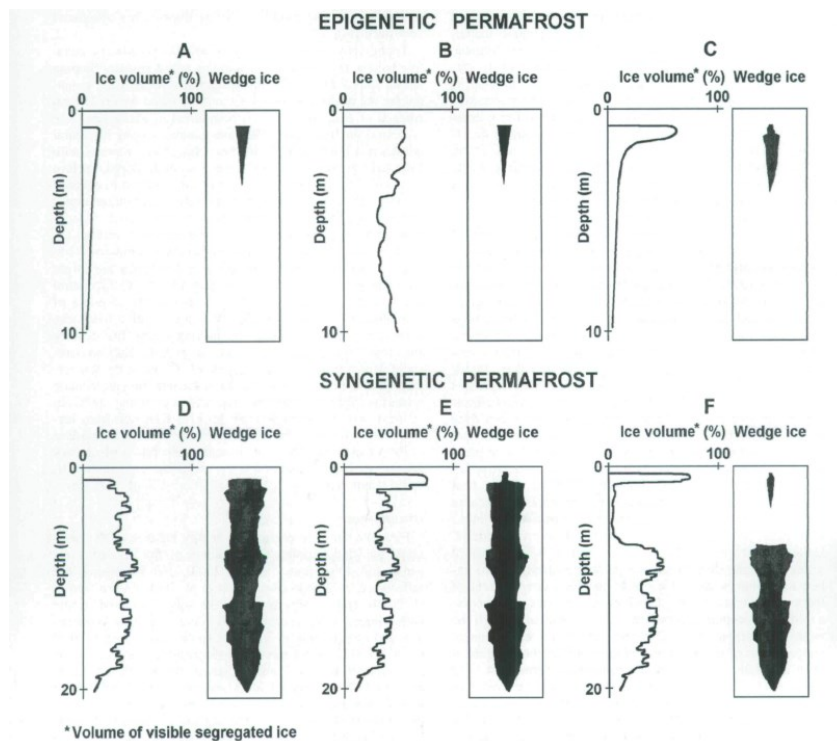 EPIGENETIC PERMAFROST
A B C
Ice volume* (%) Wedge ice Ice volume* (%) Wedge ice Ice volume* (%) Wedge ice
0 100 0 100 0 100
0 0 0
Depth (m) Depth (m) Depth (m)
10 10 10
SYNGENETIC PERMAFROST
D E F
Ice volume* (%) Wedge ice Ice volume* (%) Wedge ice Ice volume* (%) Wedge ice
0 100 0 100 0 100
0 0 0
Depth (m) Depth (m) Depth (m)
20 20 20
*Volume of visible segregated ice